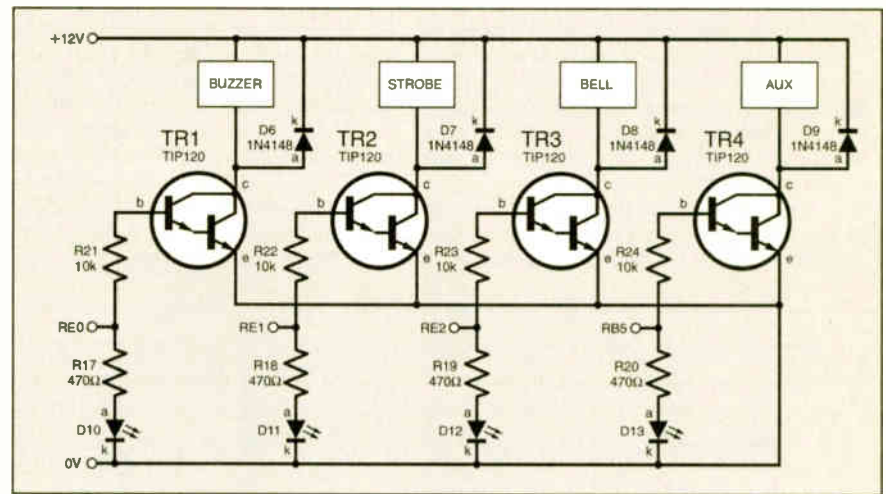 +12V
BUZZER
STROBE
BELL
AUX
TR1
TIP120
D6
1N4148
k
a
TR2
TIP120
D7
1N4148
k
a
TR3
TIP120
D8
1N4148
k
a
TR4
TIP120
D9
1N4148
k
a
b
c
e
b
c
e
b
c
e
b
c
e
R21
10k
R22
10k
R23
10k
R24
10k
RE0
RE1
RE2
RB5
R17
470Ω
R18
470Ω
R19
470Ω
R20
470Ω
a
D10
k
a
D11
k
a
D12
k
a
D13
k
0V